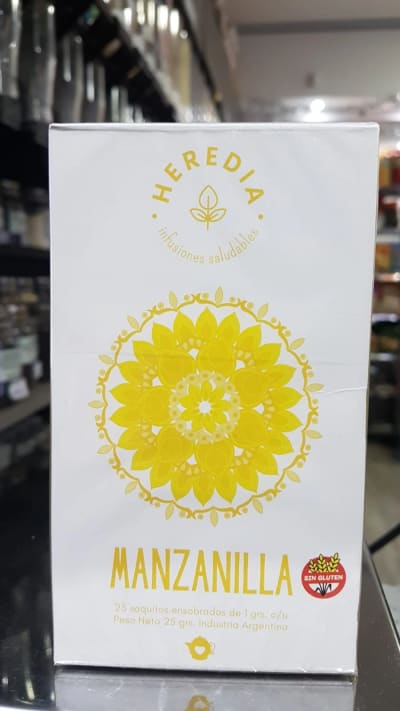 HEREDIA
infusiones saludables
MANZANILLA
SIN GLUTEN
25 saquitos ensobrados de 1 grs. c/u
Peso Neto 25 grs. Industria Argentina